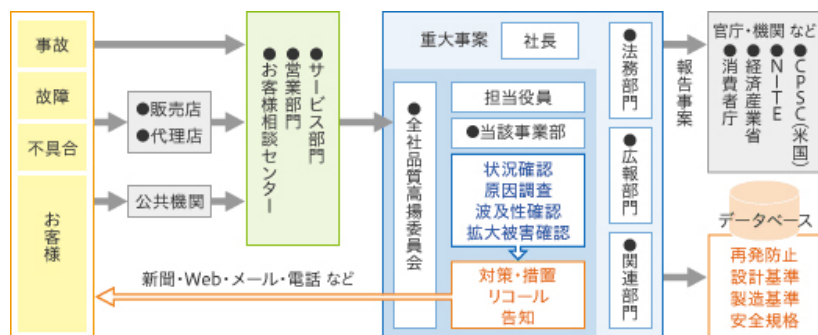 事故
故障
不具合
お客様
●販売店
●代理店
公共機関
●サービス部門
●営業部門
●お客様相談センター
重大事案
社長
●全社品質高揚委員会
担当役員
●当該事業部
状況確認
原因調査
波及性確認
拡大被害確認
対策・措置
リコール
告知
●法務部門
●広報部門
●関連部門
新聞・Web・メール・電話 など
報告事案
官庁・機関 など
●CPSC(米国)
●NITE
●経済産業省
●消費者庁
データベース
再発防止
設計基準
製造基準
安全規格